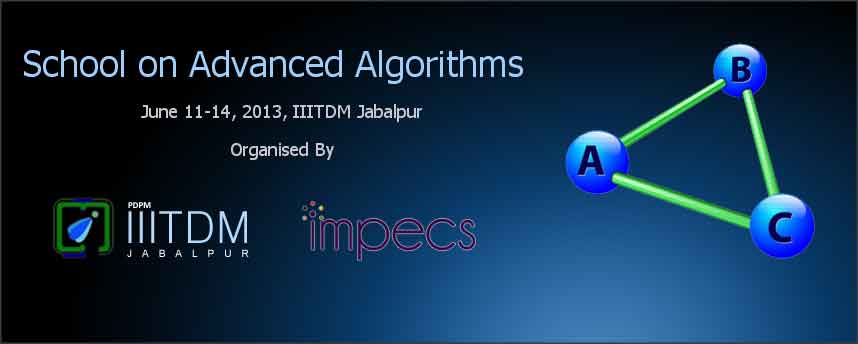 School on Advanced Algorithms
June 11-14, 2013, IIITDM Jabalpur
Organised By
PDPM
IIITDM
JABALPUR
impecs
B
A
C